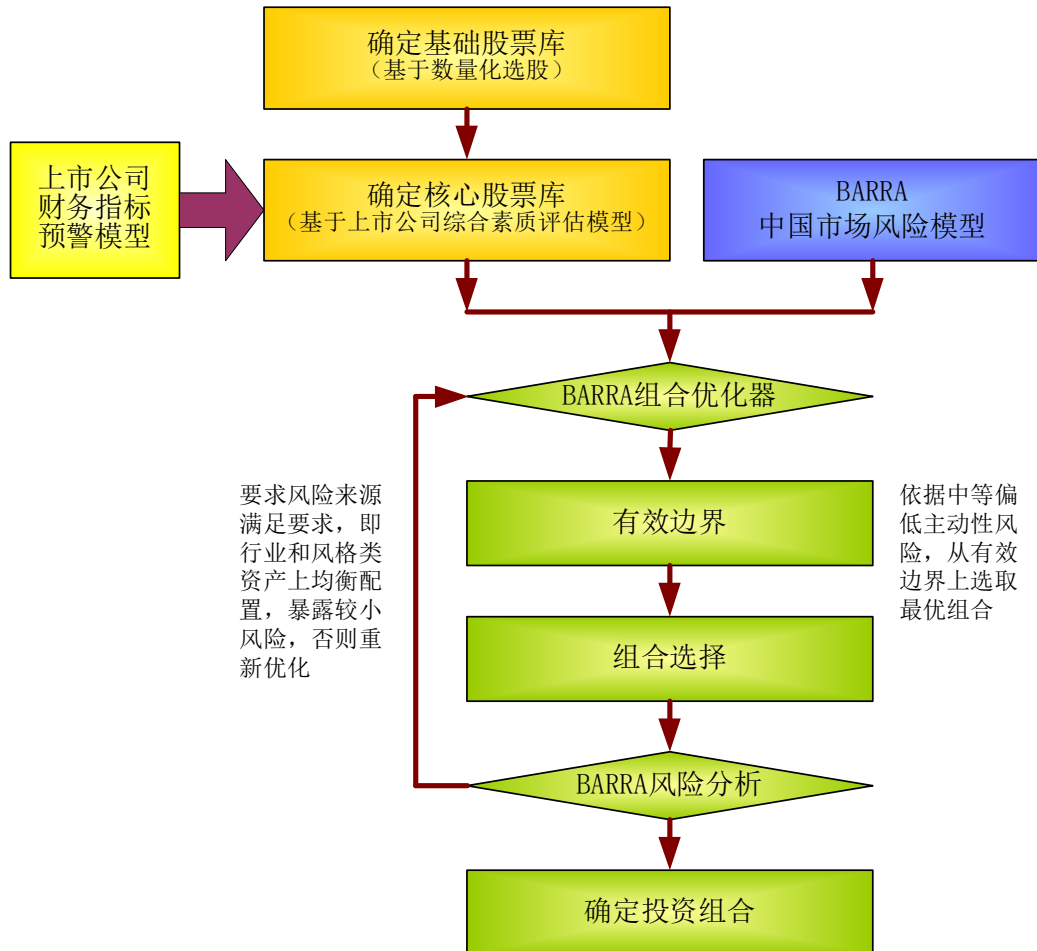 确定基础股票库
（基于数量化选股）
上市公司
财务指标
预警模型
确定核心股票库
（基于上市公司综合素质评估模型）
BARRA
中国市场风险模型
BARRA组合优化器
要求风险来源
满足要求，即
行业和风格类
资产上均衡配
置，暴露较小
风险，否则重
新优化
有效边界
依据中等偏
低主动性风
险，从有效
边界上选取
最优组合
组合选择
BARRA风险分析
确定投资组合